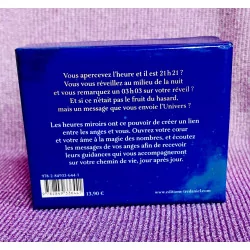 Vous apercevez l'heure et il est 21h21 ?
Vous vous réveillez au milieu de la nuit
et vous remarquez un 03h03 sur votre réveil ?
Et si ce n'était pas le fruit du hasard,
mais un message que vous envoie l'Univers ?
Les heures miroirs ont ce pouvoir de créer un lien
entre les anges et vous. Ouvrez votre cœur
et votre âme à la magie des nombres, et écoutez
les messages de vos anges afin de recevoir
leurs guidances qui vous accompagneront
sur votre chemin de vie, jour après jour.
13,90 €